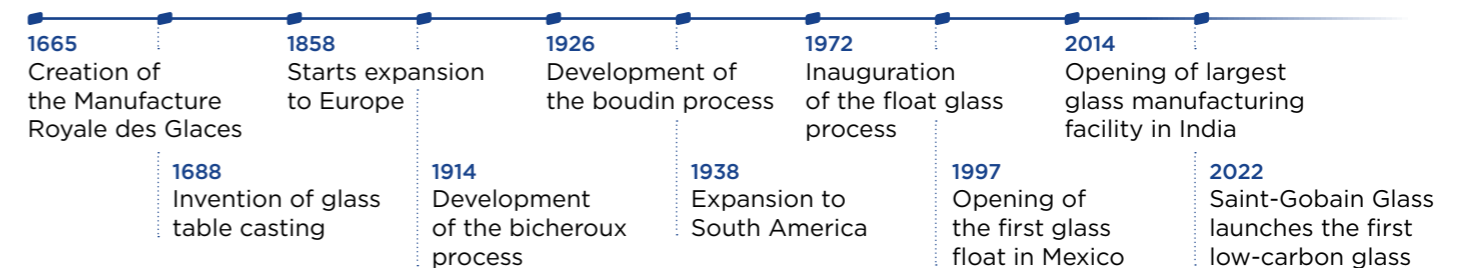 1665
Creation of
the Manufacture
Royale des Glaces
1688
Invention of glass
table casting
1858
Starts expansion
to Europe
1914
Development
of the bicheroux
process
1926
Development of
the boudin process
1938
Expansion to
South America
1972
Inauguration
of the float glass
process
1997
Opening of
the first glass
float in Mexico
2014
Opening of largest
glass manufacturing
facility in India
2022
Saint-Gobain Glass
launches the first
low-carbon glass